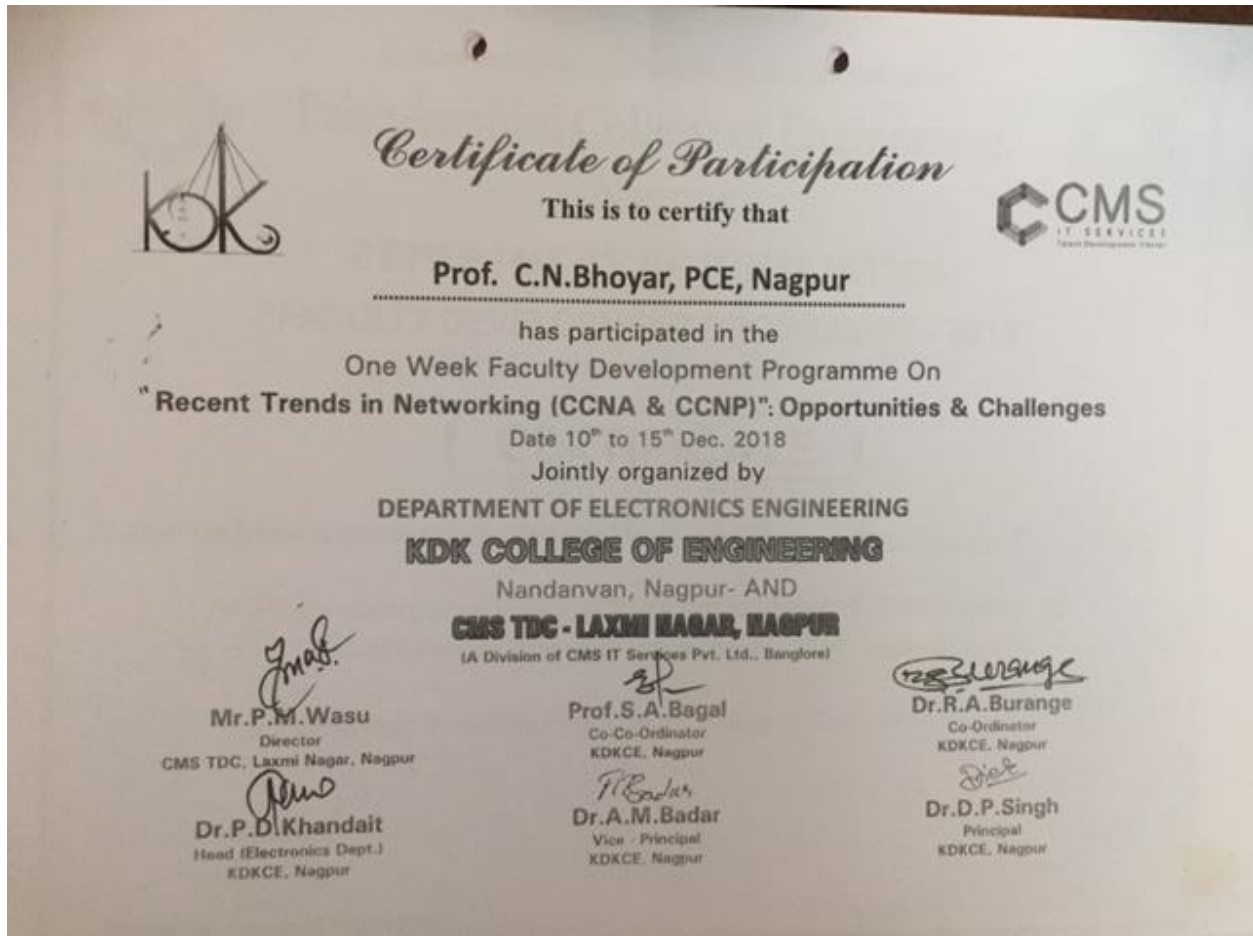 KDK
Certificate of Participation
This is to certify that
CMS
IT SERVICES
Talent Development Center
Prof. C.N.Bhoyar, PCE, Nagpur
has participated in the
One Week Faculty Development Programme On
"Recent Trends in Networking (CCNA & CCNP)": Opportunities & Challenges
Date 10th to 15th Dec. 2018
Jointly organized by
DEPARTMENT OF ELECTRONICS ENGINEERING
KDK COLLEGE OF ENGINEERING
Nandanvan, Nagpur- AND
CMS TDC - LAXMI NAGAR, NAGPUR
(A Division of CMS IT Services Pvt. Ltd., Banglore)
Mr.P.M.Wasu
Director
CMS TDC, Laxmi Nagar, Nagpur
Prof.S.A.Bagal
Co-Co-Ordinator
KDKCE, Nagpur
Dr.R.A.Burange
Co-Ordinator
KDKCE, Nagpur
Dr.P.D.Khandait
Head (Electronics Dept.)
KDKCE, Nagpur
Dr.A.M.Badar
Vice - Principal
KDKCE, Nagpur
Dr.D.P.Singh
Principal
KDKCE, Nagpur